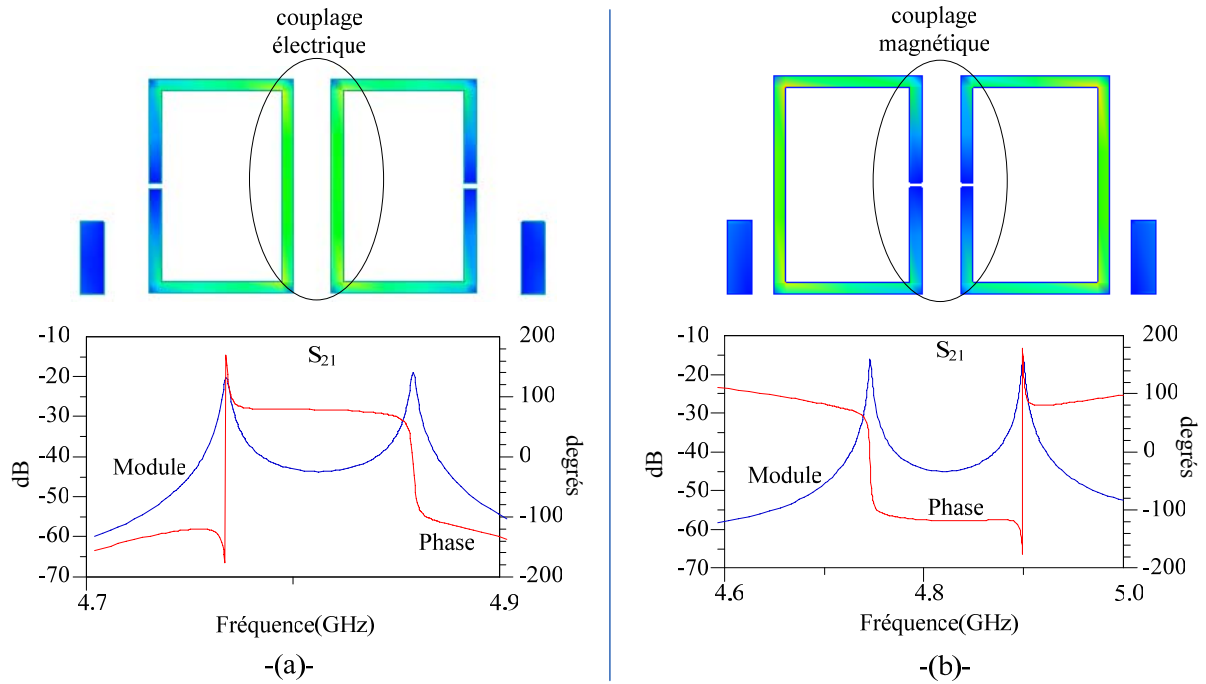 couplage
électrique
couplage
magnétique
S21
-10
-20
-30
-40
-50
-60
-70
dB
200
100
0
-100
-200
degrés
Module
Phase
4.7
4.9
Fréquence(GHz)
-(a)-
S21
-10
-20
-30
-40
-50
-60
-70
dB
200
100
0
-100
-200
degrés
Module
Phase
4.6
4.8
5.0
Fréquence(GHz)
-(b)-